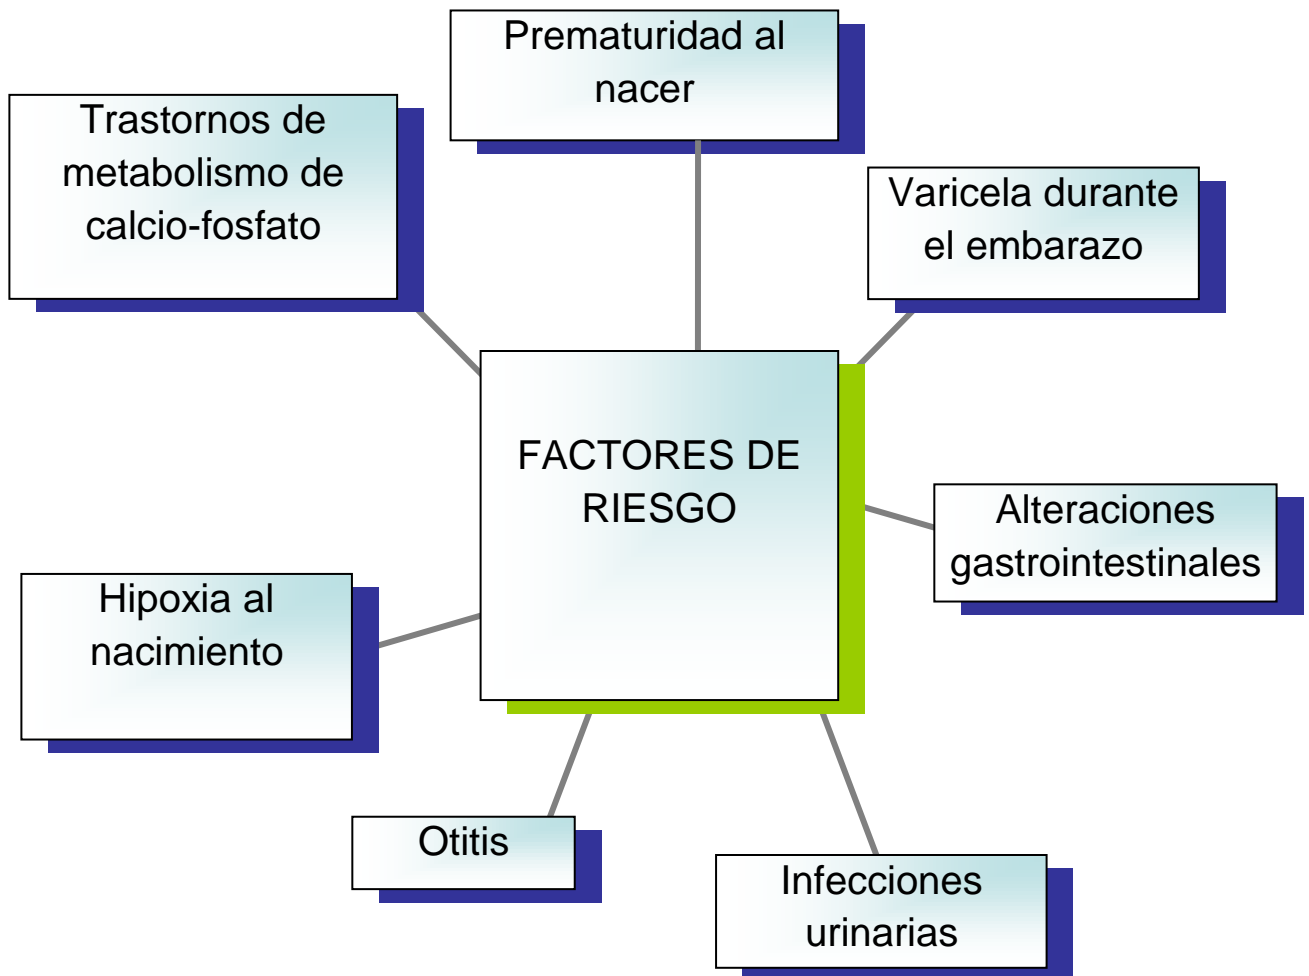 Prematuridad al
nacer
Trastornos de
metabolismo de
calcio-fosfato
Varicela durante
el embarazo
FACTORES DE
RIESGO
Alteraciones
gastrointestinales
Hipoxia al
nacimiento
Otitis
Infecciones
urinarias